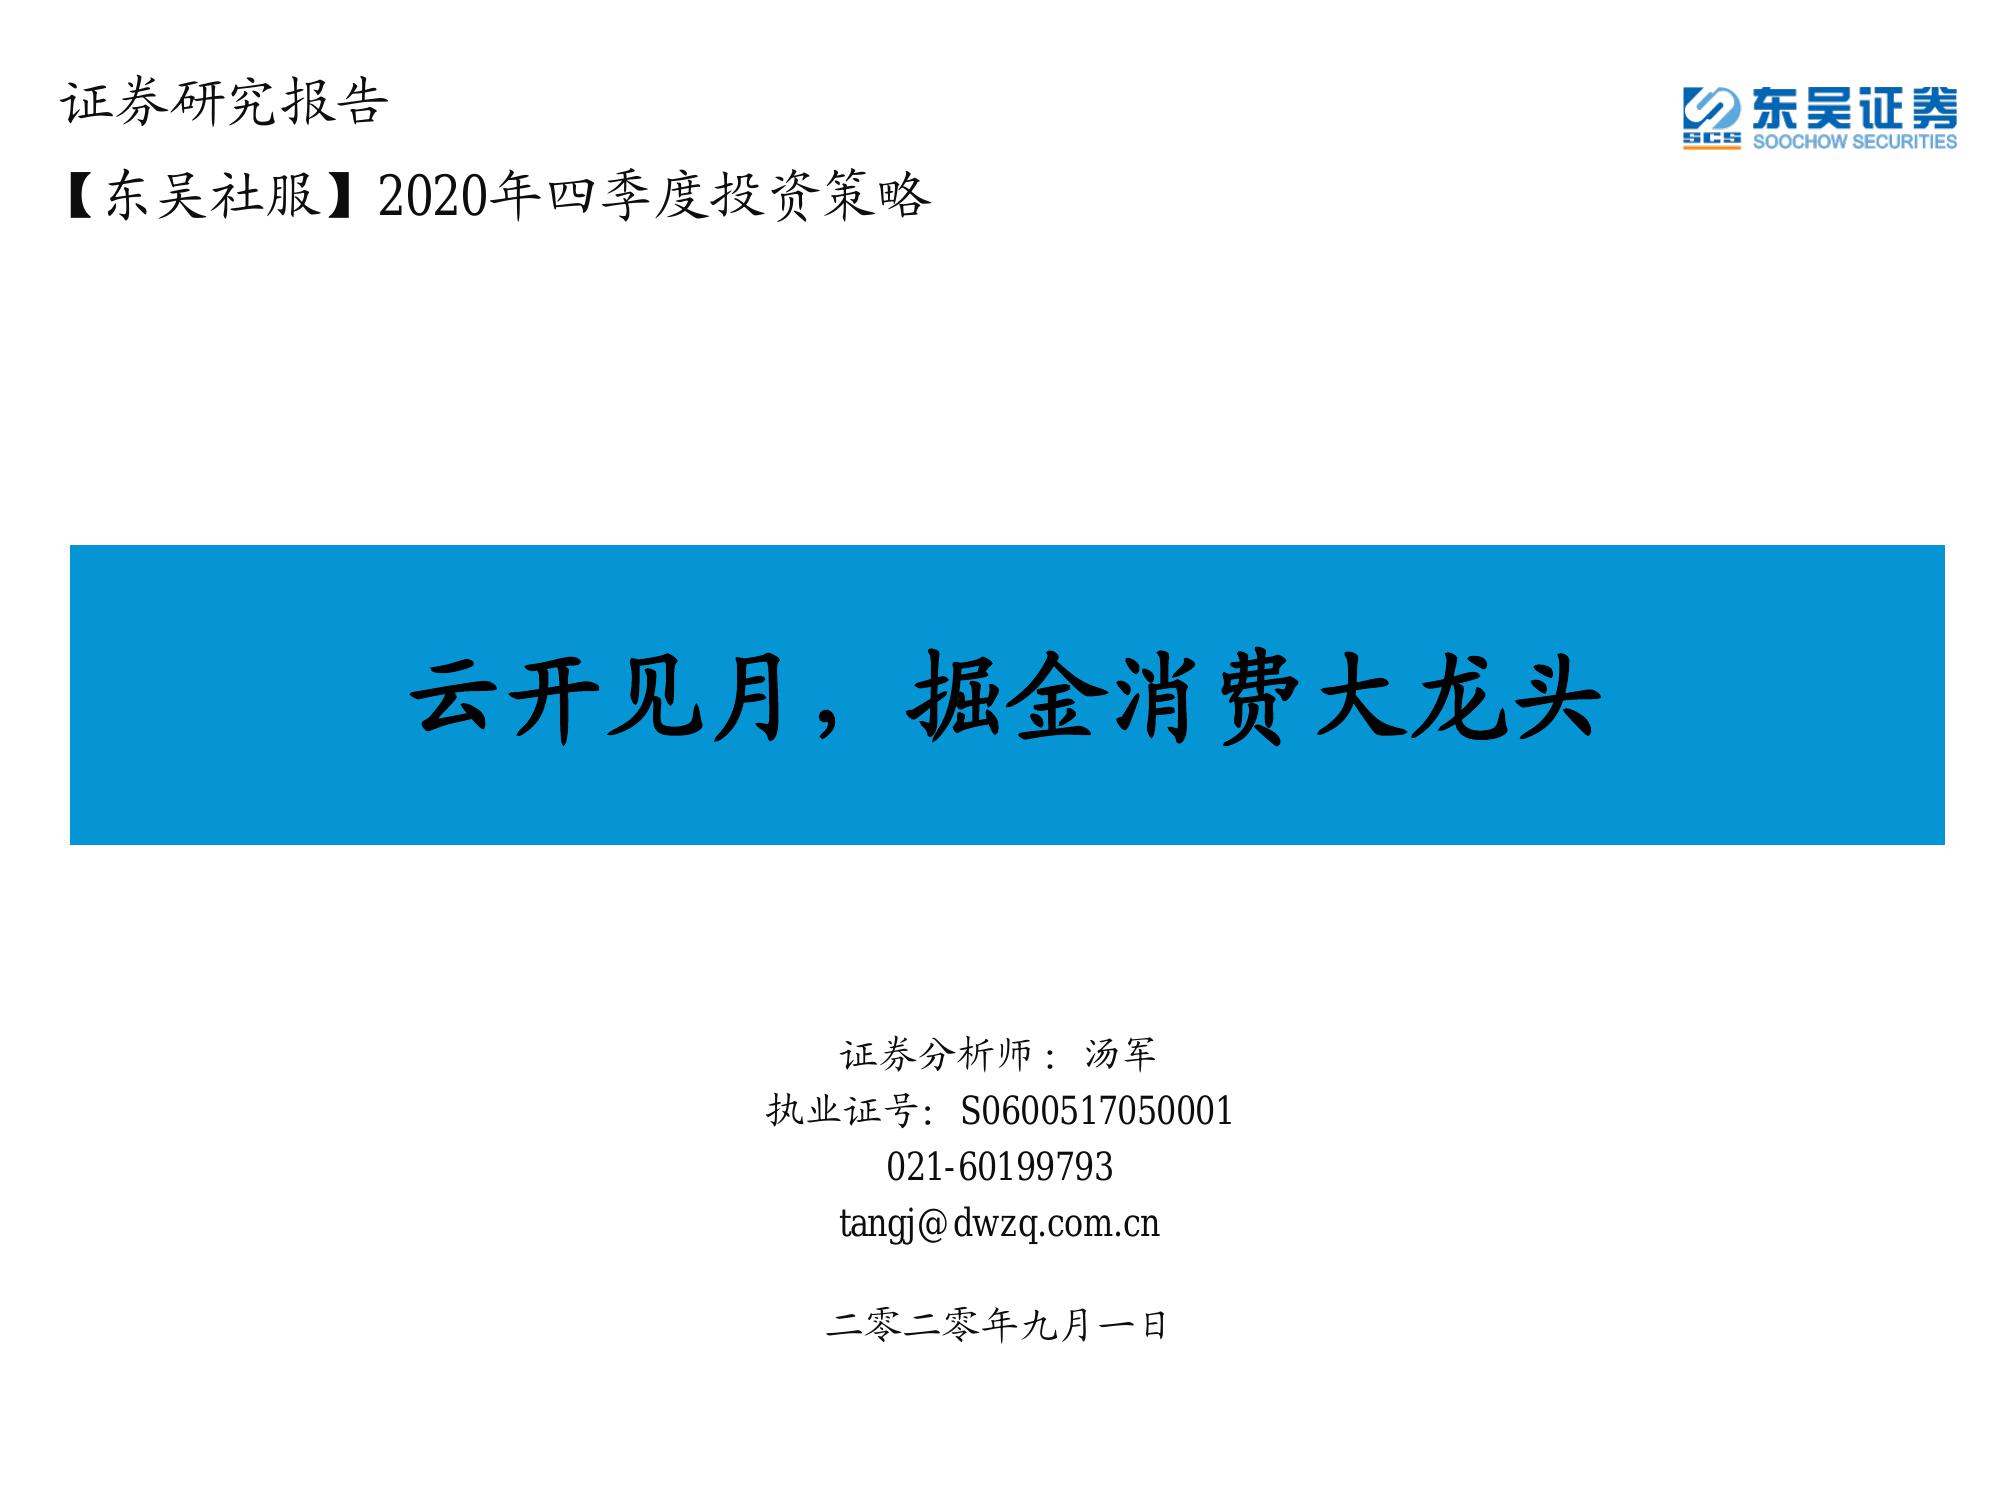 证券研究报告
【东吴社服】2020年四季度投资策略
东吴证券
SCS
SOOCHOW SECURITIES
云开见月，掘金消费大龙头
证券分析师： 汤军
执业证号：S0600517050001
021-60199793
tangj@dwzq.com.cn
二零二零年九月一日